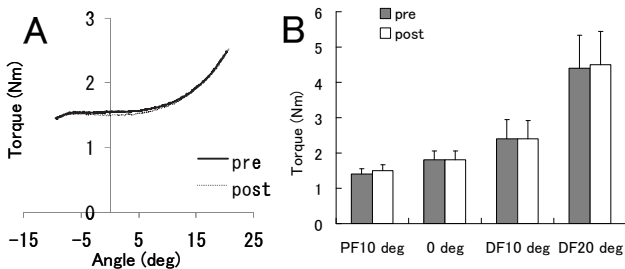 A
3
2
1
0
Torque (Nm)
-15
-5
5
15
25
Angle (deg)
pre
post
B
6
5
4
3
2
1
0
Torque (Nm)
pre
post
PF10 deg
0 deg
DF10 deg
DF20 deg